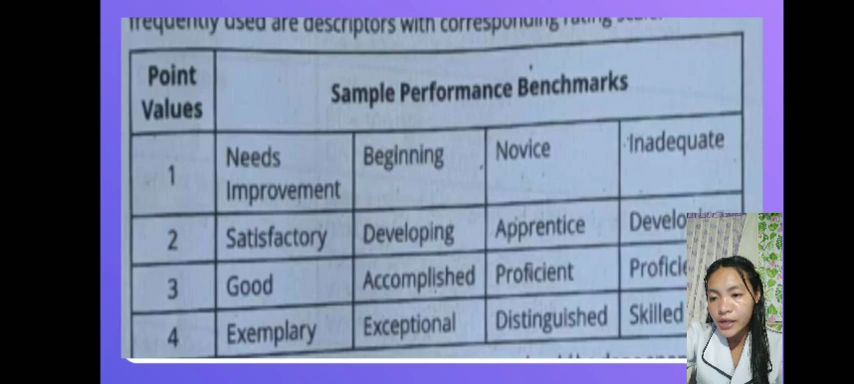 frequently used are descriptors with corresponding rating
Point Values Sample Performance Benchmarks
1 Needs Improvement Beginning Novice Inadequate
2 Satisfactory Developing Apprentice
3 Good Accomplished Proficient
4 Exemplary Exceptional Distinguished Skilled